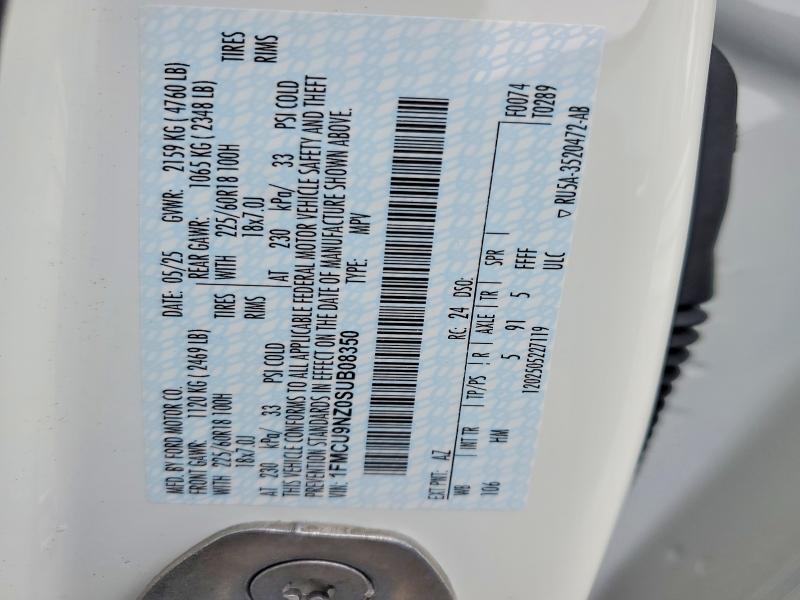 MFD. BY FORD MOTOR CO.
DATE: 05/25 GVWR: 2159 KG ( 4760 LB)
FRONT GAWR: 1120 KG ( 2469 LB) REAR GAWR: 1065 KG ( 2348 LB)
WITH 225/60R18 100H TIRES WITH 225/60R18 100H TIRES
18x7.0J RIMS 18x7.0J RIMS
AT 230 kPa/ 33 PSI COLD AT 230 kPa/ 33 PSI COLD
THIS VEHICLE CONFORMS TO ALL APPLICABLE FEDERAL MOTOR VEHICLE SAFETY AND THEFT
PREVENTION STANDARDS IN EFFECT ON THE DATE OF MANUFACTURE SHOWN ABOVE.
VIN: 1FMCU9NZ0SUB08350 TYPE: MPV
EXT PNT: AZ RC: 24 DSO:
WB INT TR TP/PS R AXLE TR SPR F0074
106 HM 5 91 5 FFFF T0289
120250522​7119 ULC ▽ RU5A-3520472-AB